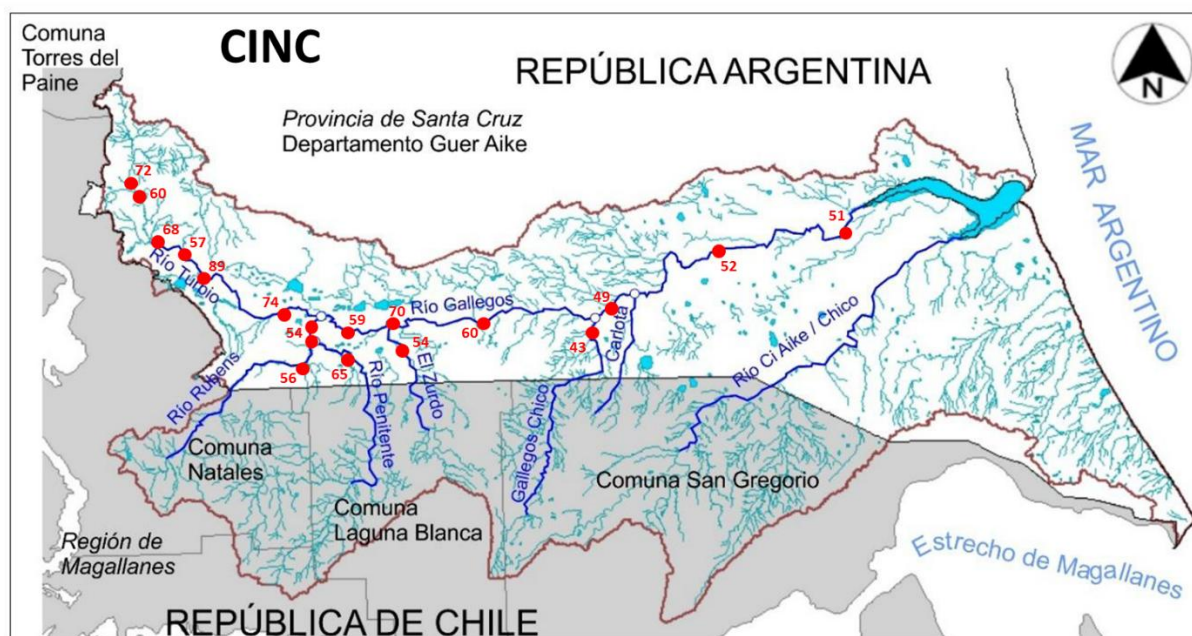 Comuna
Torres del
Paine
CINC
REPÚBLICA ARGENTINA
N
Provincia de Santa Cruz
Departamento Guer Aike
MAR ARGENTINO
72
60
68
57
89
Río Turbio
74
54
59
70
Río Gallegos
60
49
52
51
43
Carlota
54
56
65
Río Rubens
Río Penitente
El Zurdo
Gallegos Chico
Río Ci Aike / Chico
Comuna
Natales
Comuna
Laguna Blanca
Comuna San Gregorio
Región de
Magallanes
Estrecho de Magallanes
REPÚBLICA DE CHILE